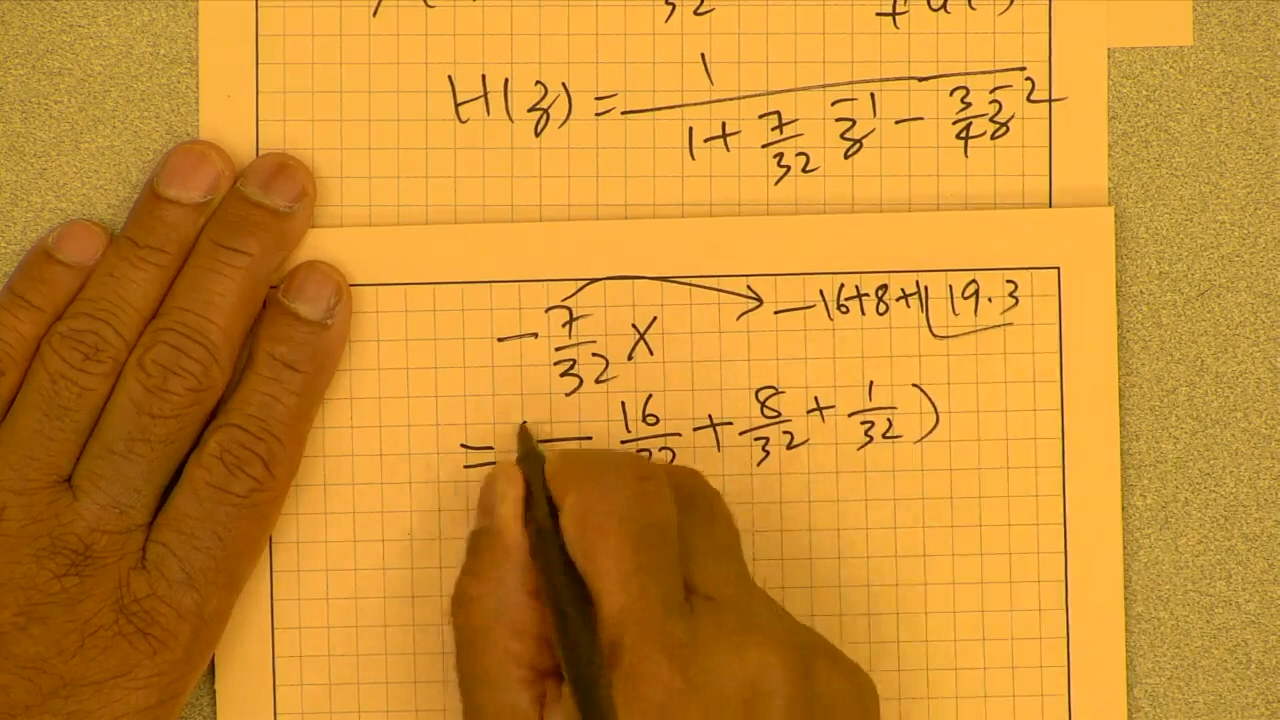 32
H(z) = 1 / (1 + 7/32 z^-1 - 3/4 z^-2)
- 7/32 X → -16+8+1 19.3
= - 16/32 + 8/32 + 1/32 )